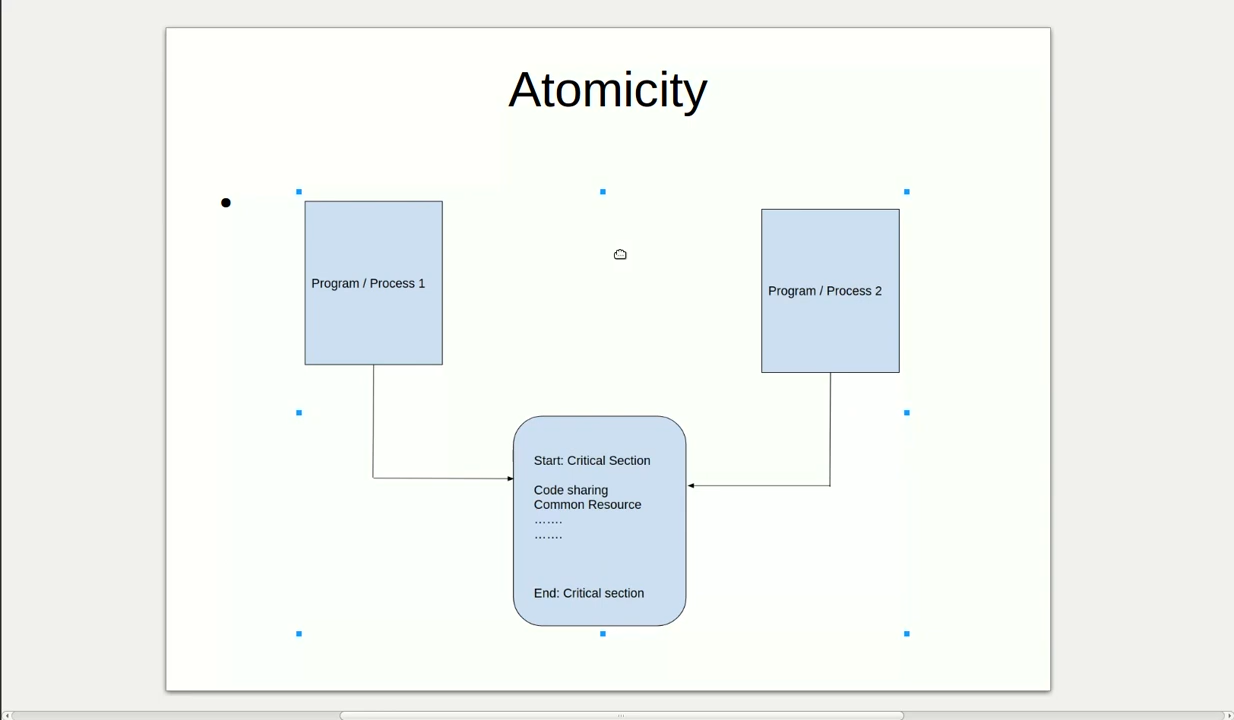 Atomicity
Program / Process 1
Program / Process 2
Start: Critical Section
Code sharing
Common Resource
…….
…….
End: Critical section